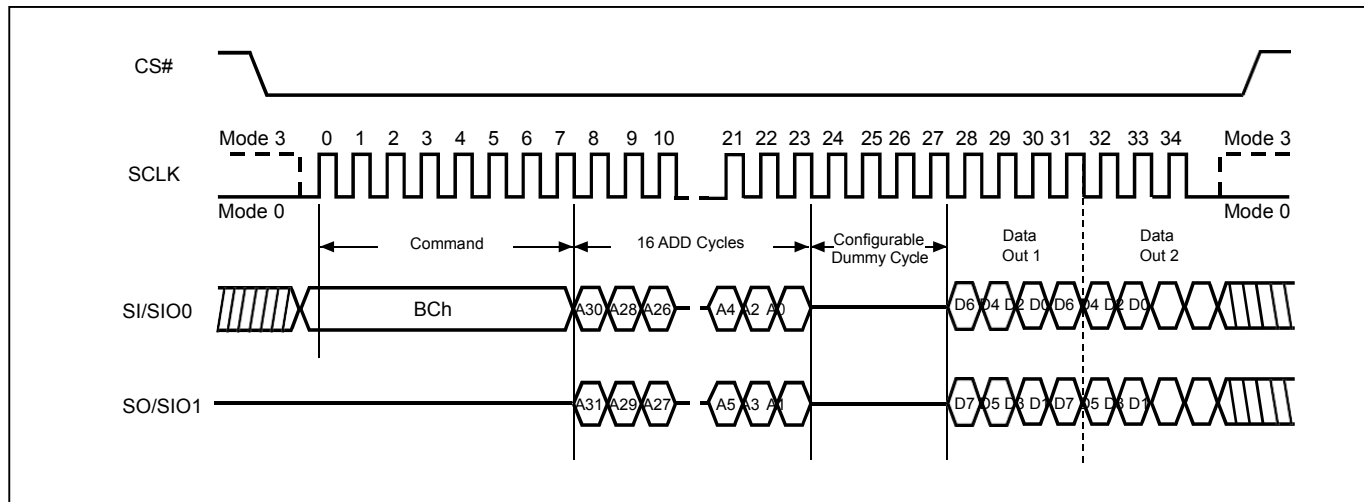 CS#
Mode 3 0 1 2 3 4 5 6 7 8 9 10 21 22 23 24 25 26 27 28 29 30 31 32 33 34 Mode 3
SCLK
Mode 0 Mode 0
Command 16 ADD Cycles Configurable Dummy Cycle Data Out 1 Data Out 2
SI/SIO0 BCh A30 A28 A26 A4 A2 A0 D6 D4 D2 D0 D6 D4 D2 D0
SO/SIO1 A31 A29 A27 A5 A3 A1 D7 D5 D3 D1 D7 D5 D3 D1